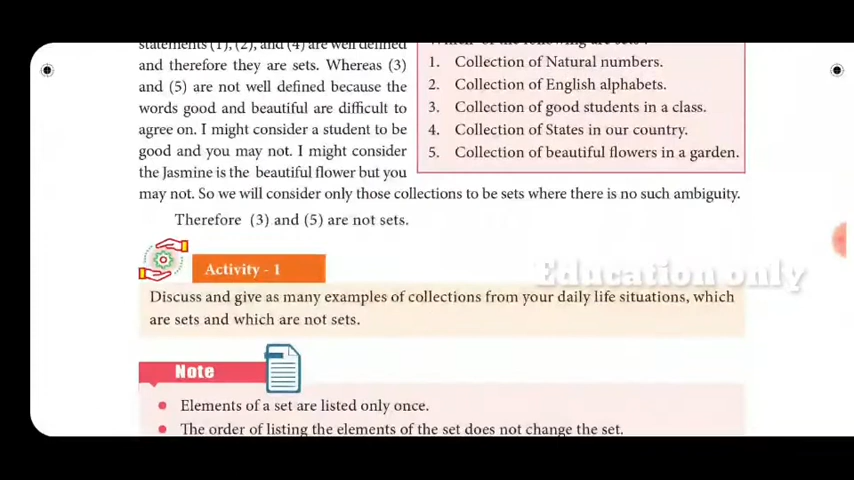 statements (1), (2), and (4) are well defined
and therefore they are sets. Whereas (3)
and (5) are not well defined because the
words good and beautiful are difficult to
agree on. I might consider a student to be
good and you may not. I might consider
the Jasmine is the beautiful flower but you
may not. So we will consider only those collections to be sets where there is no such ambiguity.
Which of the following are sets?
1. Collection of Natural numbers.
2. Collection of English alphabets.
3. Collection of good students in a class.
4. Collection of States in our country.
5. Collection of beautiful flowers in a garden.
Therefore (3) and (5) are not sets.
Activity - 1
Education only
Discuss and give as many examples of collections from your daily life situations, which
are sets and which are not sets.
Note
● Elements of a set are listed only once.
● The order of listing the elements of the set does not change the set.